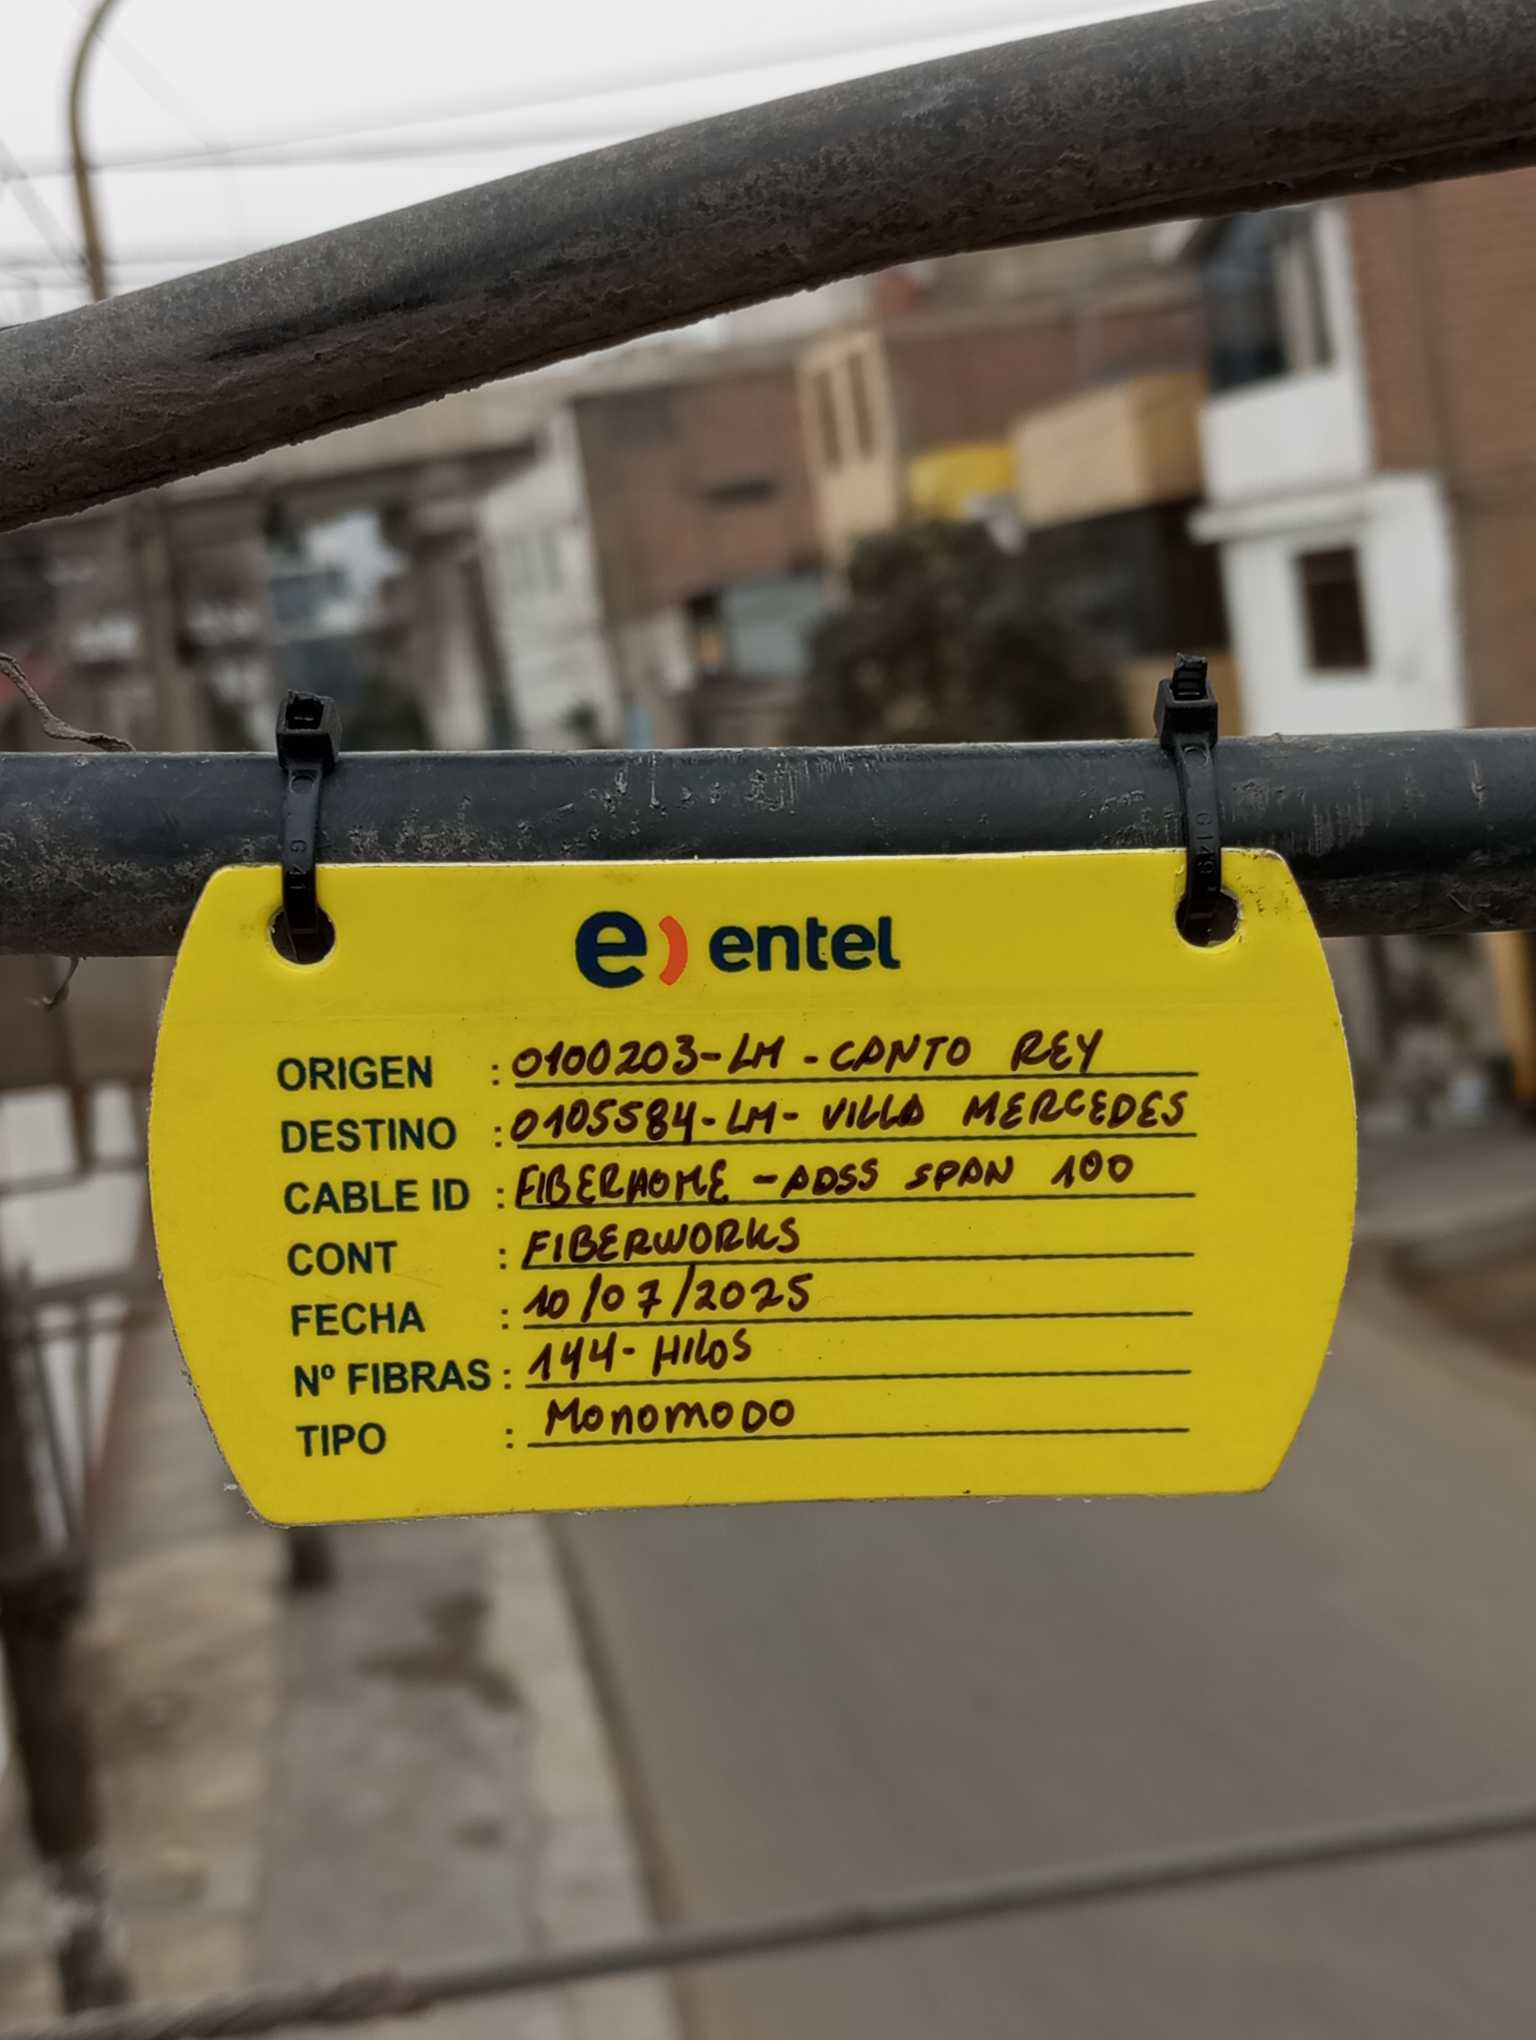 e) entel
ORIGEN : 0100203-LM-CANTO REY
DESTINO : 0105584-LM-VILLA MERCEDES
CABLE ID : FIBERHOME-ADSS SPAN 100
CONT : FIBERWORKS
FECHA : 10/07/2025
Nº FIBRAS : 144-HILOS
TIPO : MONOMODO